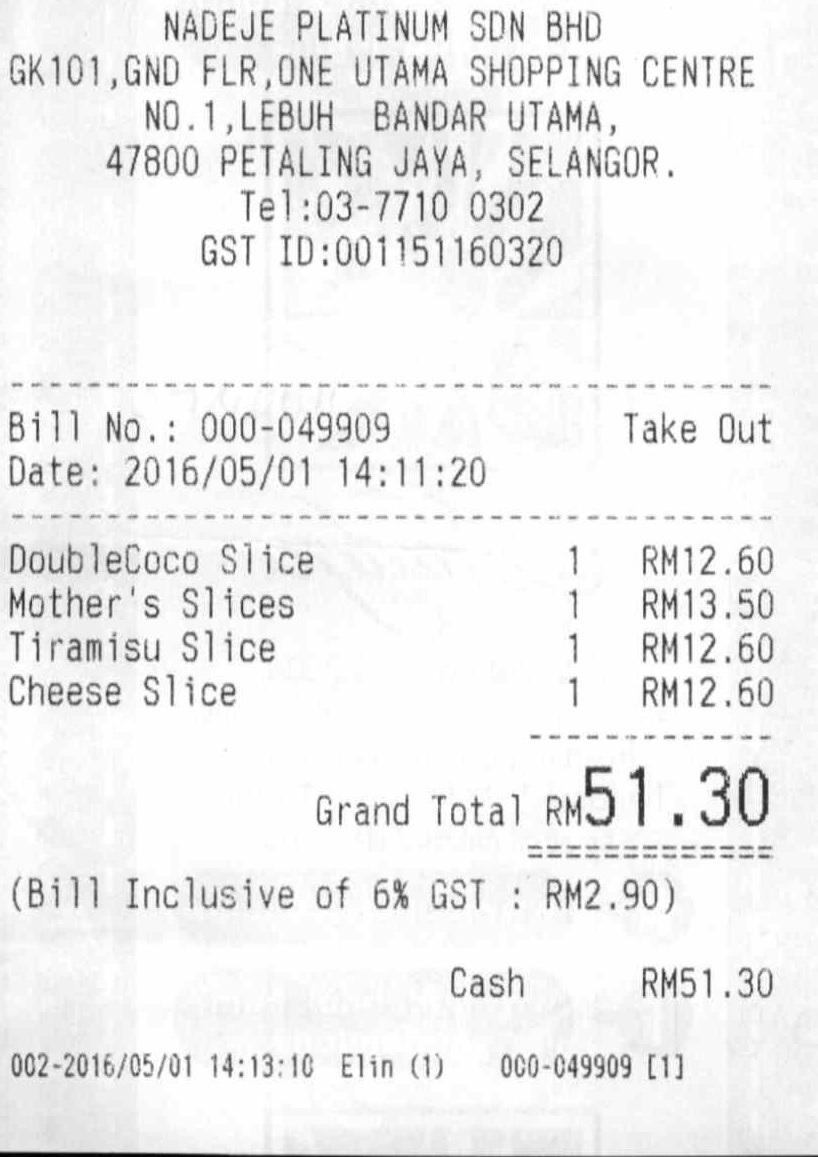 NADEJE PLATINUM SDN BHD
GK101,GND FLR,ONE UTAMA SHOPPING CENTRE
NO.1,LEBUH BANDAR UTAMA,
47800 PETALING JAYA, SELANGOR.
Tel:03-7710 0302
GST ID:001151160320
Bill No.: 000-049909 Take Out
Date: 2016/05/01 14:11:20
DoubleCoco Slice 1 RM12.60
Mother's Slices 1 RM13.50
Tiramisu Slice 1 RM12.60
Cheese Slice 1 RM12.60
Grand Total RM51.30
(Bill Inclusive of 6% GST : RM2.90)
Cash RM51.30
002-2016/05/01 14:13:10 Elin (1) 000-049909 [1]